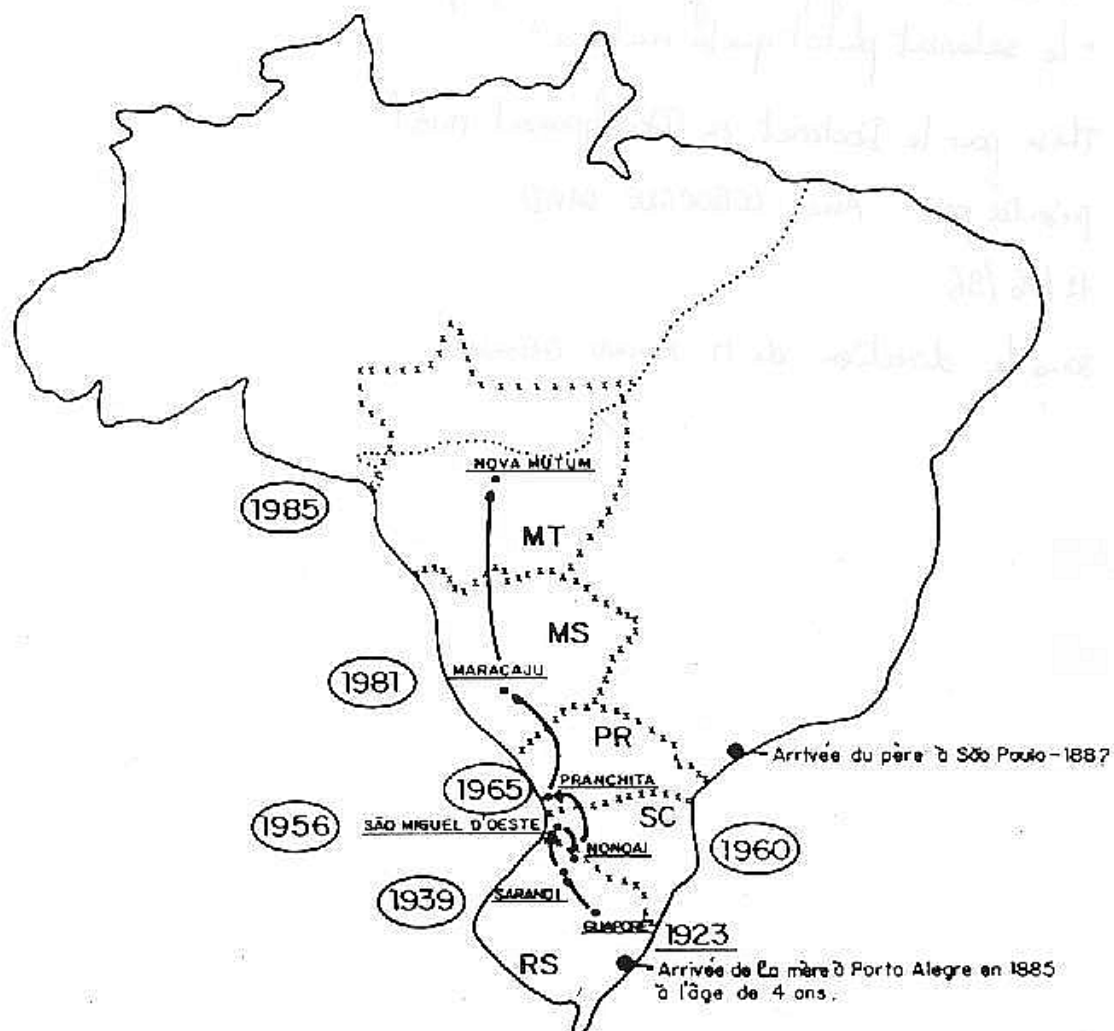 NOVA MUTUM
1985
MT
MS
MARAÇAJU
1981
PR
Arrivée du père à São Paulo - 1887
PRANCHITA
1965
SC
1956
SÃO MIGUEL D'OESTE
NONOAI
1960
SARANDI
1939
GUAPORÉ
1923
RS
Arrivée de la mère à Porto Alegre en 1885
à l'âge de 4 ans.